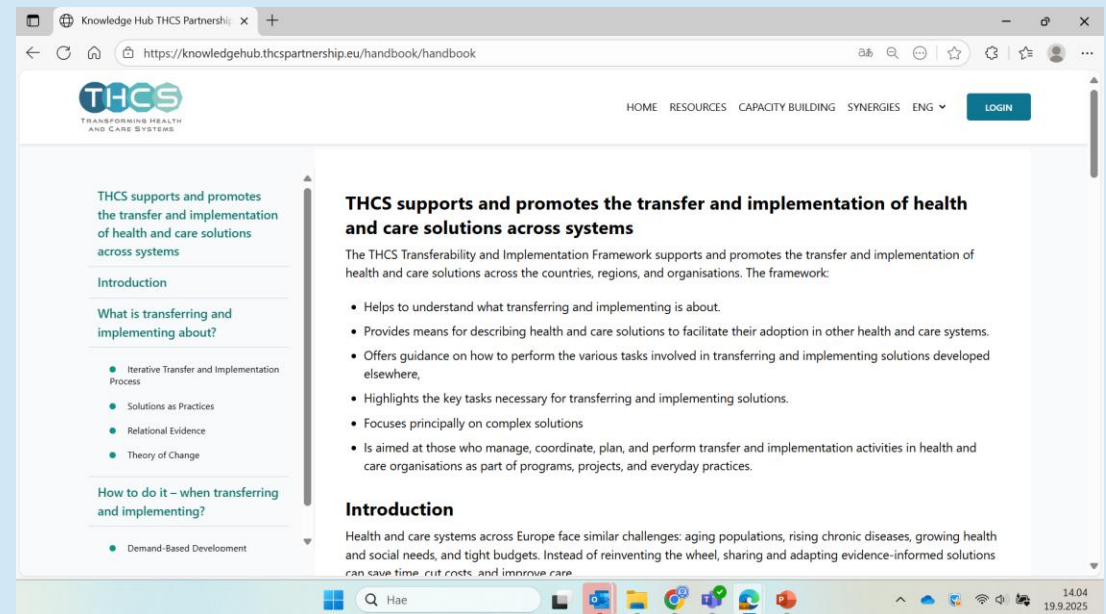 Knowledge Hub THCS Partnership
https://knowledgehub.thcspartnership.eu/handbook/handbook
THCS
TRANSFORMING HEALTH
AND CARE SYSTEMS
HOME RESOURCES CAPACITY BUILDING SYNERGIES ENG LOGIN
THCS supports and promotes
the transfer and implementation
of health and care solutions
across systems
Introduction
What is transferring and
implementing about?
Iterative Transfer and Implementation
Process
Solutions as Practices
Relational Evidence
Theory of Change
How to do it – when transferring
and implementing?
Demand-Based Development
THCS supports and promotes the transfer and implementation of health
and care solutions across systems
The THCS Transferability and Implementation Framework supports and promotes the transfer and implementation of
health and care solutions across the countries, regions, and organisations. The framework:
• Helps to understand what transferring and implementing is about.
• Provides means for describing health and care solutions to facilitate their adoption in other health and care systems.
• Offers guidance on how to perform the various tasks involved in transferring and implementing solutions developed
elsewhere,
• Highlights the key tasks necessary for transferring and implementing solutions.
• Focuses principally on complex solutions
• Is aimed at those who manage, coordinate, plan, and perform transfer and implementation activities in health and
care organisations as part of programs, projects, and everyday practices.
Introduction
Health and care systems across Europe face similar challenges: aging populations, rising chronic diseases, growing health
and social needs, and tight budgets. Instead of reinventing the wheel, sharing and adapting evidence-informed solutions
can save time, cut costs, and improve care
Hae
14.04
19.9.2025